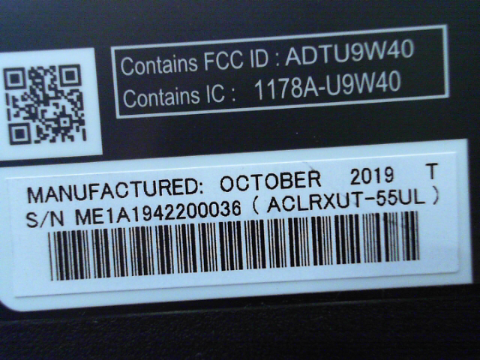 Contains FCC ID : ADTU9W40
Contains IC : 1178A-U9W40
MANUFACTURED: OCTOBER 2019 T
S/N ME1A1942200036 ( ACLRXUT-55UL )